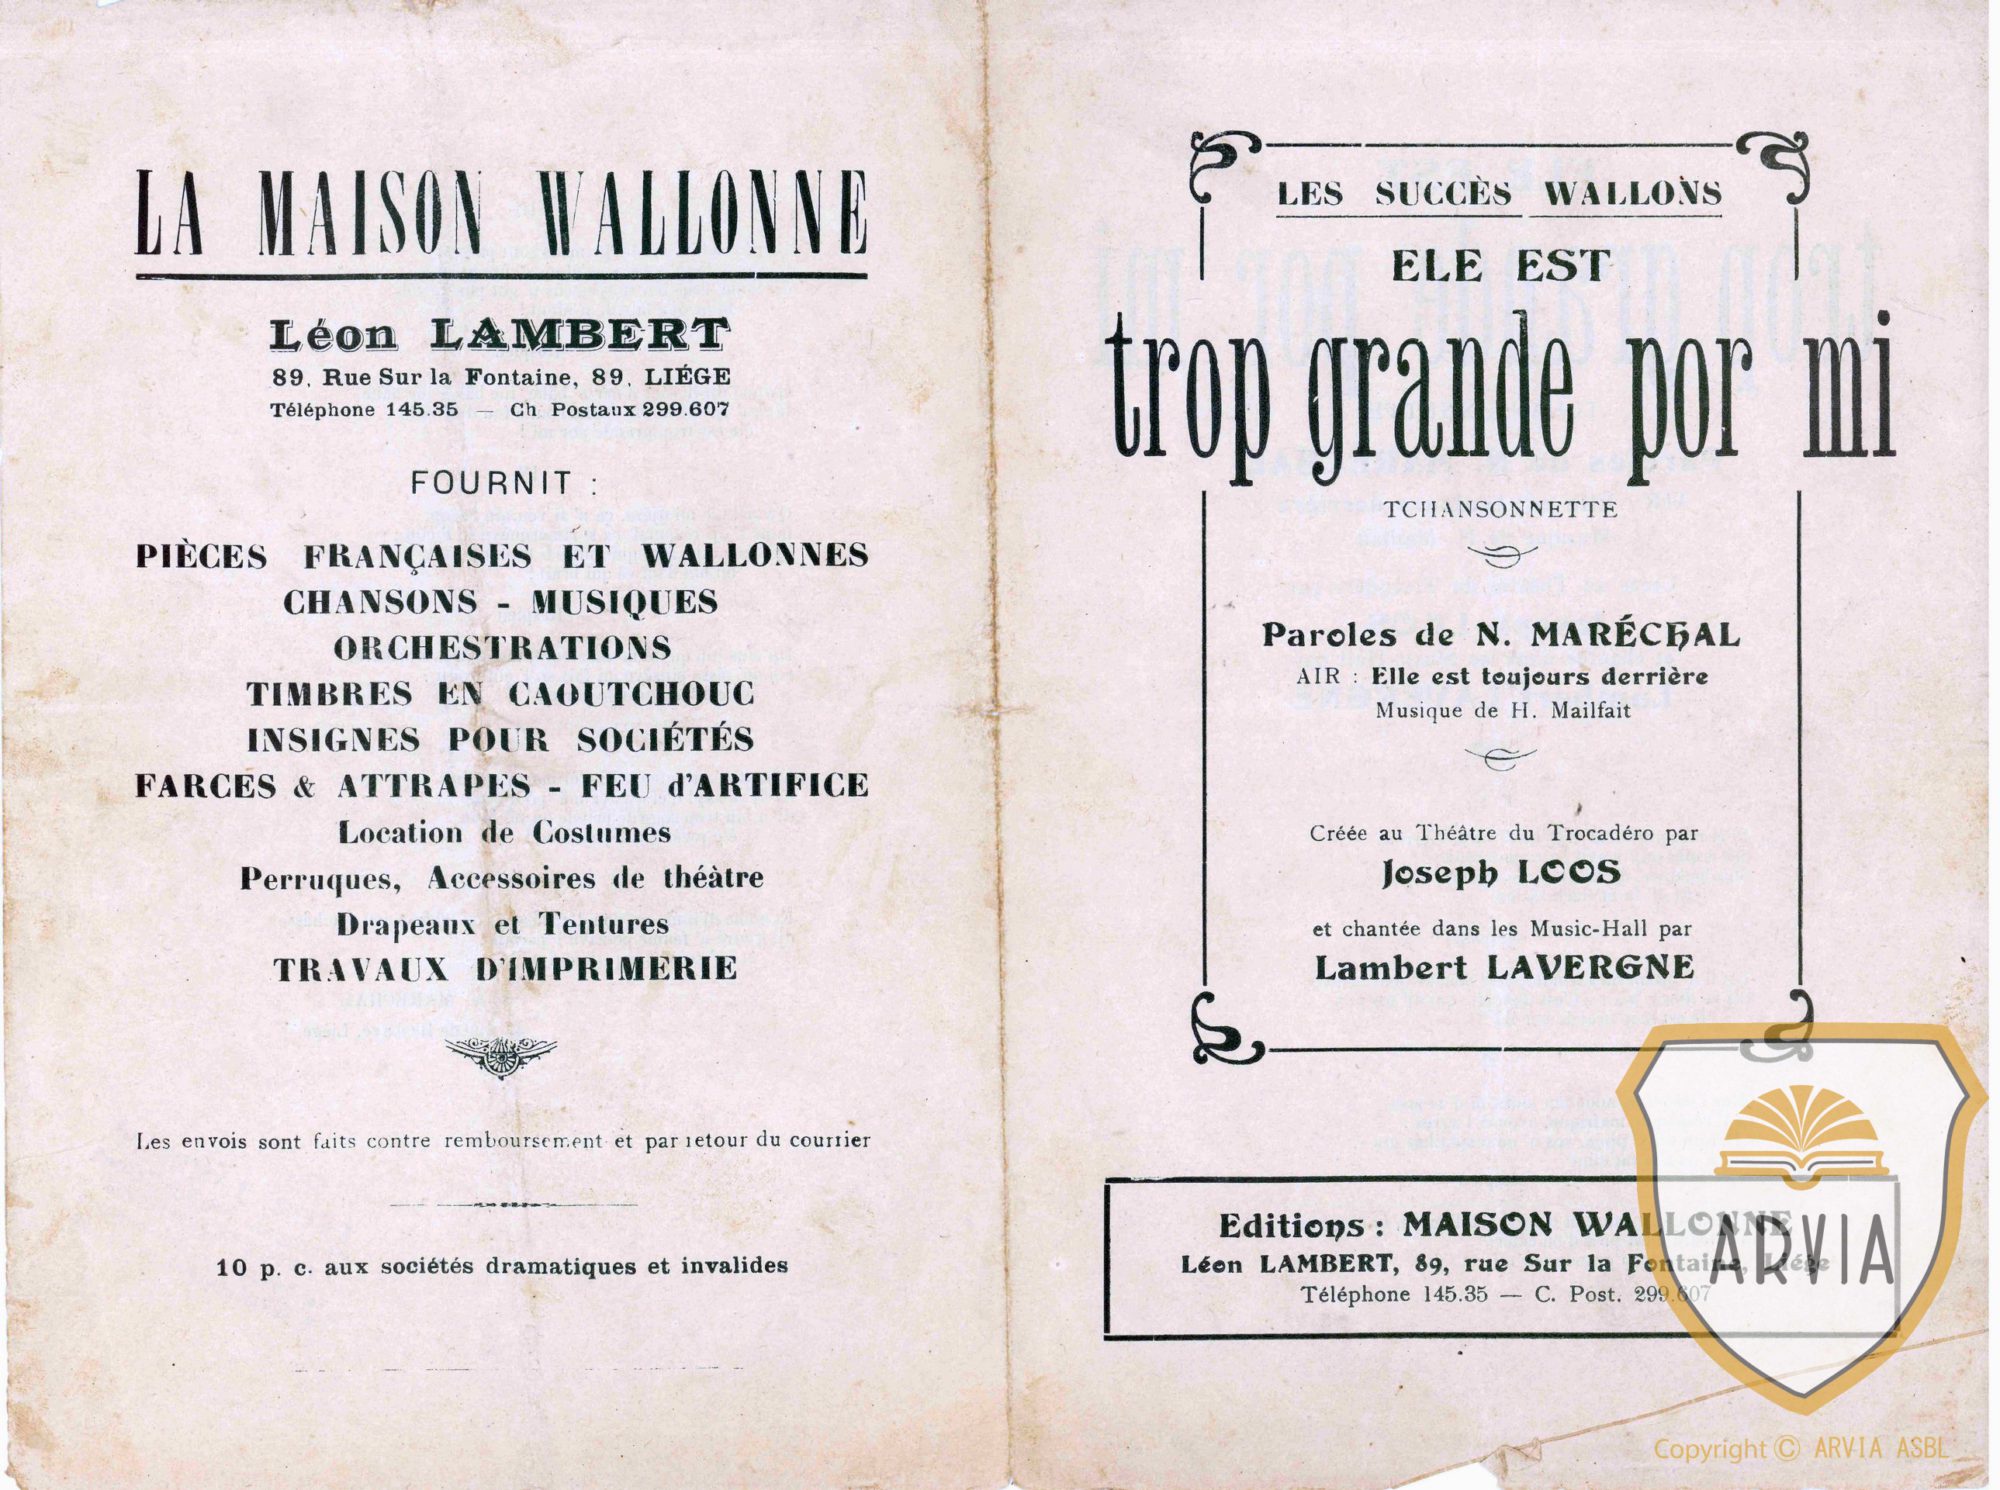 LA MAISON WALLONNE
Léon LAMBERT
89, Rue Sur la Fontaine, 89, LIÉGE
Téléphone 145.35 — Ch Postaux 299.607
FOURNIT :
PIÈCES FRANÇAISES ET WALLONNES
CHANSONS - MUSIQUES
ORCHESTRATIONS
TIMBRES EN CAOUTCHOUC
INSIGNES POUR SOCIÉTÉS
FARCES & ATTRAPES - FEU d'ARTIFICE
Location de Costumes
Perruques, Accessoires de théâtre
Drapeaux et Tentures
TRAVAUX D'IMPRIMERIE
Les envois sont faits contre remboursement et par retour du courrier
10 p. c. aux sociétés dramatiques et invalides
LES SUCCÈS WALLONS
ELE EST
trop grande por mi
TCHANSONNETTE
Paroles de N. MARÉCHAL
AIR : Elle est toujours derrière
Musique de H. Mailfait
Créée au Théâtre du Trocadéro par
Joseph LOOS
et chantée dans les Music-Hall par
Lambert LAVERGNE
Editions : MAISON WALLONNE
Léon LAMBERT, 89, rue Sur la Fontaine, Liége
Téléphone 145.35 — C. Post. 299.607
ARVIA
Copyright © ARVIA ASBL